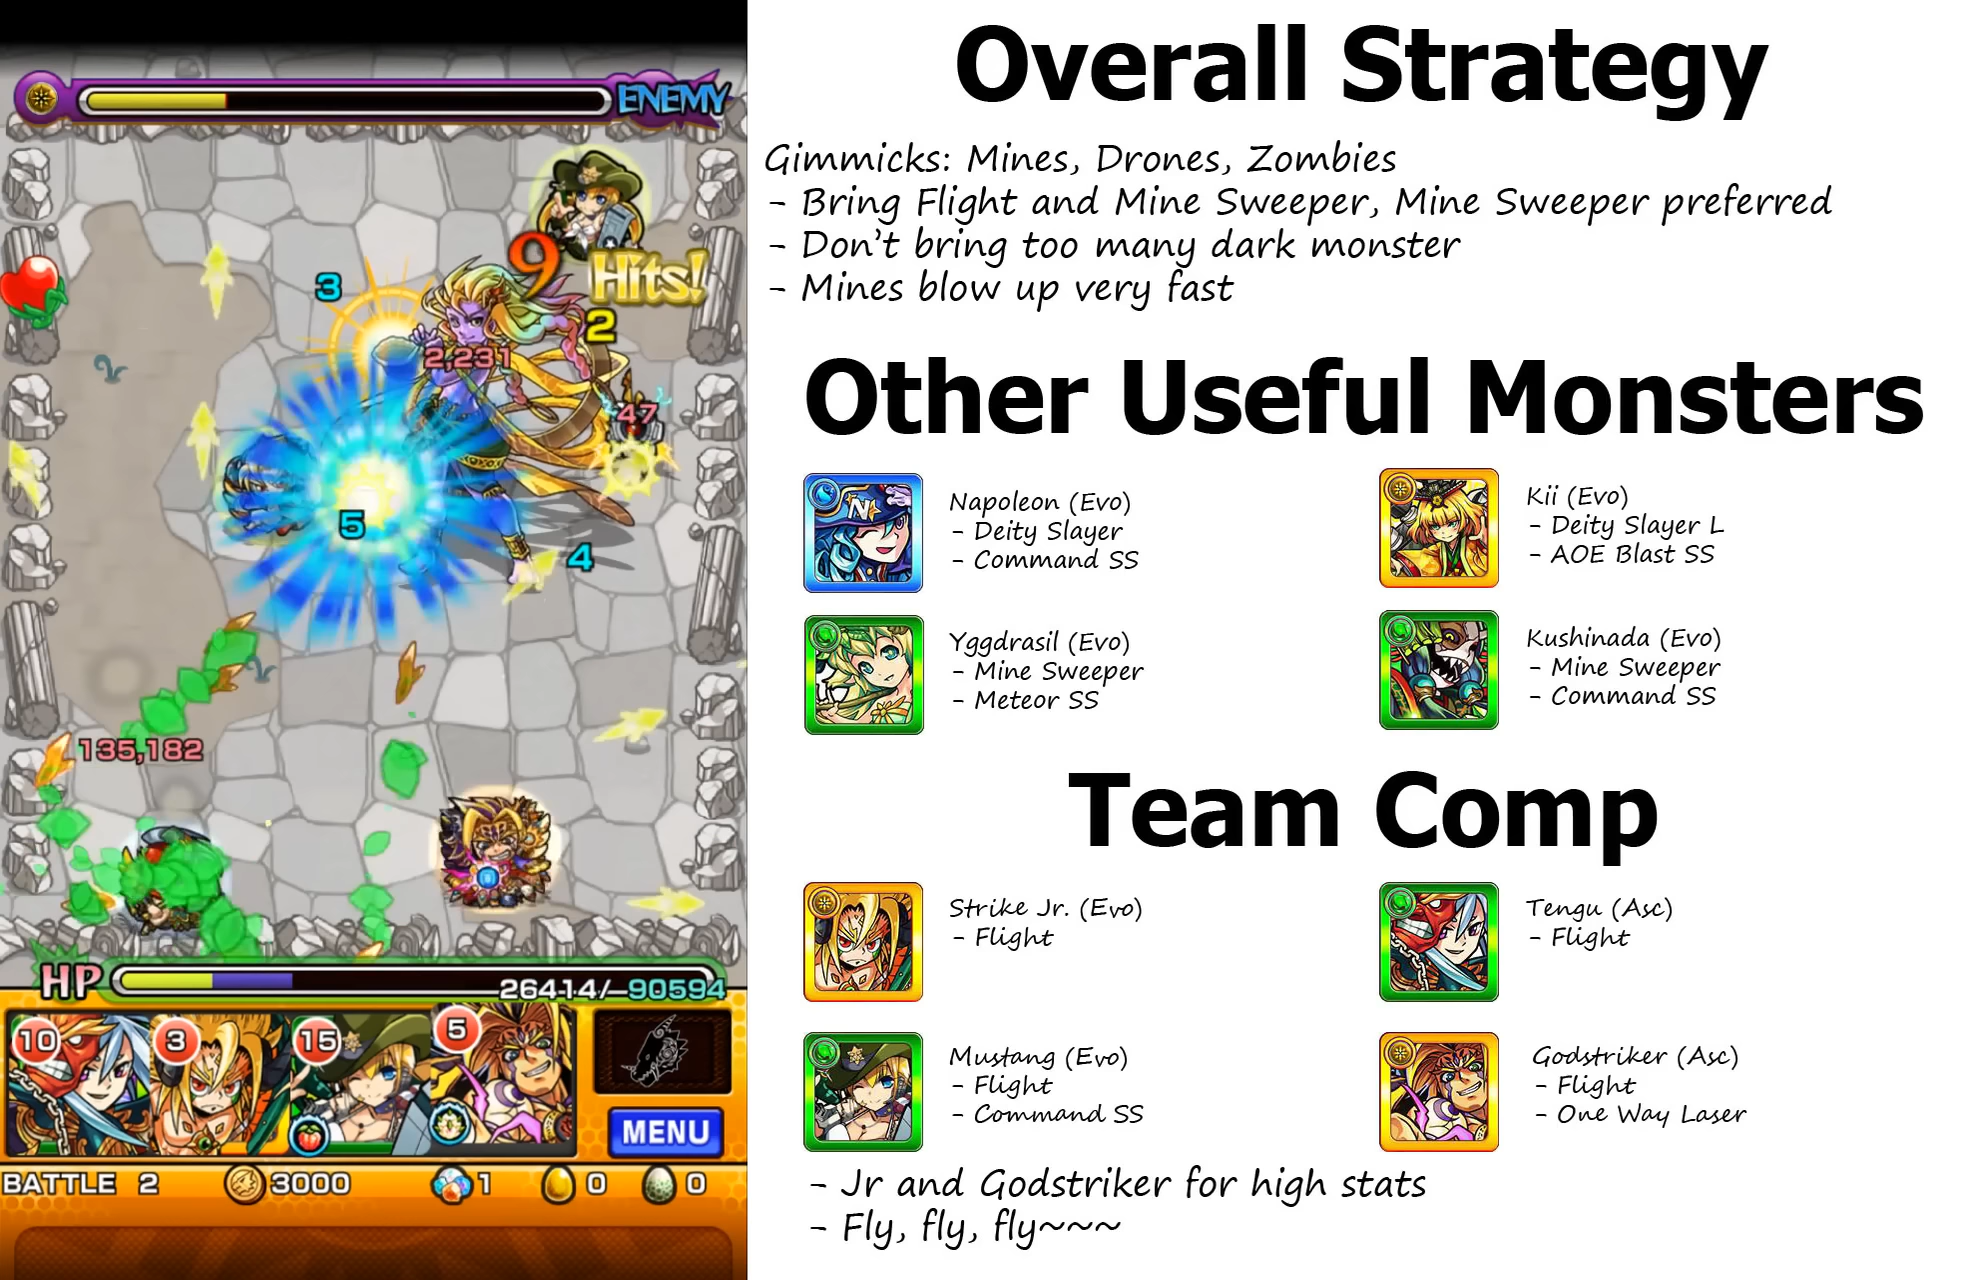 ENEMY
9
Hits!
3
2
2,231
47
5
4
135,182
HP
26414/90594
10
3
15
5
MENU
BATTLE 2
3000
1
0
0
Overall Strategy
Gimmicks: Mines, Drones, Zombies
- Bring Flight and Mine Sweeper, Mine Sweeper preferred
- Don't bring too many dark monster
- Mines blow up very fast
Other Useful Monsters
Napoleon (Evo)
- Deity Slayer
- Command SS
Kii (Evo)
- Deity Slayer L
- AOE Blast SS
Yggdrasil (Evo)
- Mine Sweeper
- Meteor SS
Kushinada (Evo)
- Mine Sweeper
- Command SS
Team Comp
Strike Jr. (Evo)
- Flight
Tengu (Asc)
- Flight
Mustang (Evo)
- Flight
- Command SS
Godstriker (Asc)
- Flight
- One Way Laser
- Jr and Godstriker for high stats
- Fly, fly, fly~~~
N